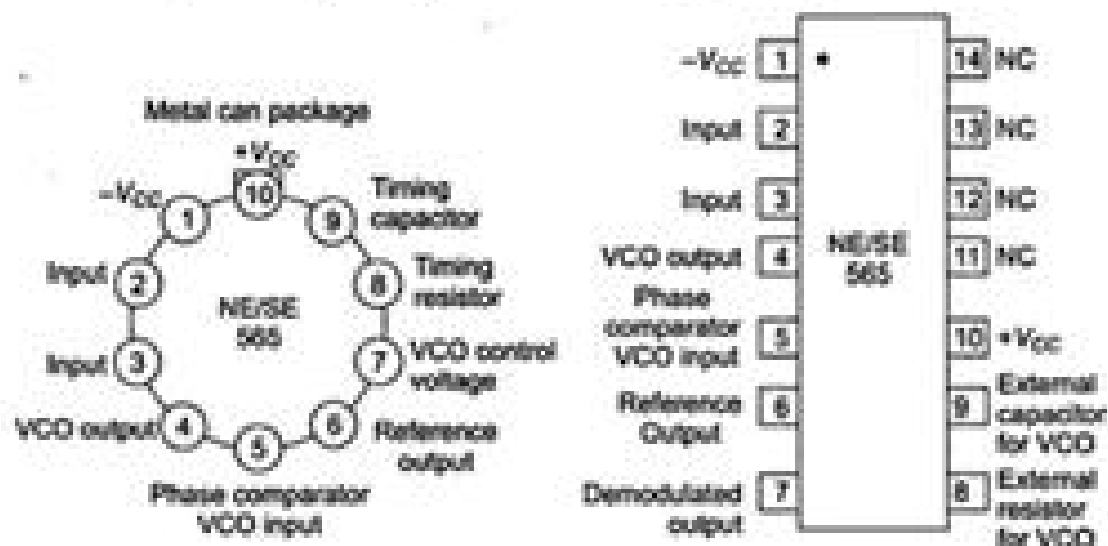 Metal can package
+VCC
10
-VCC
1
9
Timing
capacitor
Input
2
8
Timing
resistor
NE/SE
565
Input
3
7
VCO control
voltage
VCO output
4
6
Reference
output
5
Phase comparator
VCO input
-VCC
1
14
NC
Input
2
13
NC
Input
3
12
NC
VCO output
4
NE/SE
565
11
NC
Phase
comparator
VCO input
5
10
+VCC
Reference
Output
6
9
External
capacitor
for VCO
Demodulated
output
7
8
External
resistor
for VCO